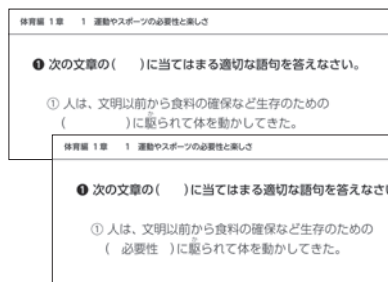 体育編 1章 1 運動やスポーツの必要性と楽しさ
❶ 次の文章の( )に当てはまる適切な語句を答えなさい。
① 人は、文明以前から食料の確保など生存のための
( )に駆られて体を動かしてきた。
体育編 1章 1 運動やスポーツの必要性と楽しさ
❶ 次の文章の( )に当てはまる適切な語句を答えなさい
① 人は、文明以前から食料の確保など生存のための
( 必要性 )に駆られて体を動かしてきた。